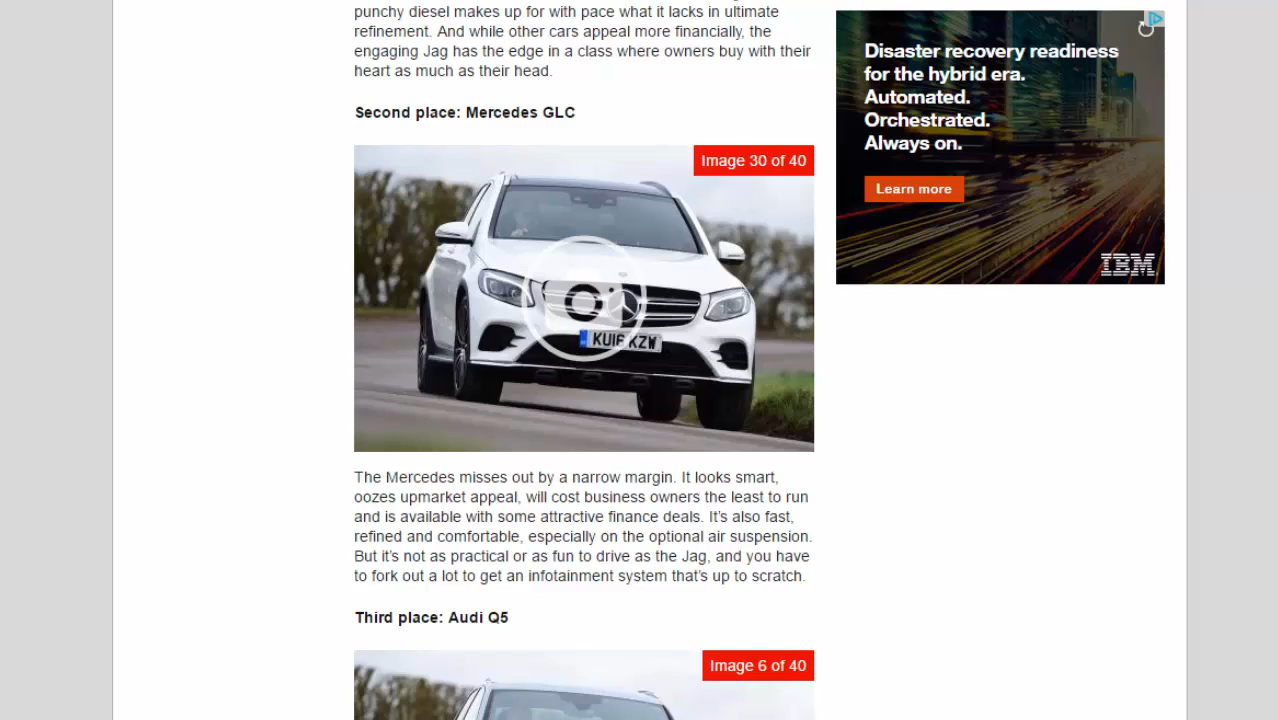 punchy diesel makes up for with pace what it lacks in ultimate
refinement. And while other cars appeal more financially, the
engaging Jag has the edge in a class where owners buy with their
heart as much as their head.
Second place: Mercedes GLC
Image 30 of 40
KU16 KZW
The Mercedes misses out by a narrow margin. It looks smart,
oozes upmarket appeal, will cost business owners the least to run
and is available with some attractive finance deals. It’s also fast,
refined and comfortable, especially on the optional air suspension.
But it’s not as practical or as fun to drive as the Jag, and you have
to fork out a lot to get an infotainment system that’s up to scratch.
Third place: Audi Q5
Image 6 of 40
Disaster recovery readiness
for the hybrid era.
Automated.
Orchestrated.
Always on.
Learn more
IBM